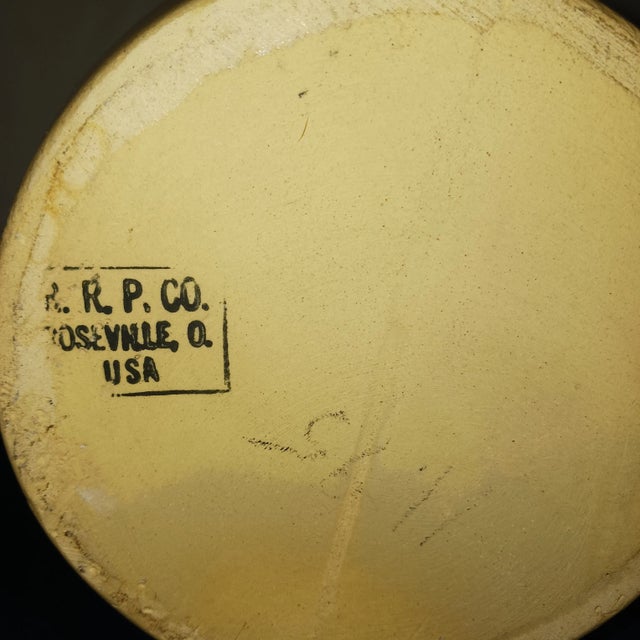 R. R. P. CO.
ROSEVILLE, O.
USA